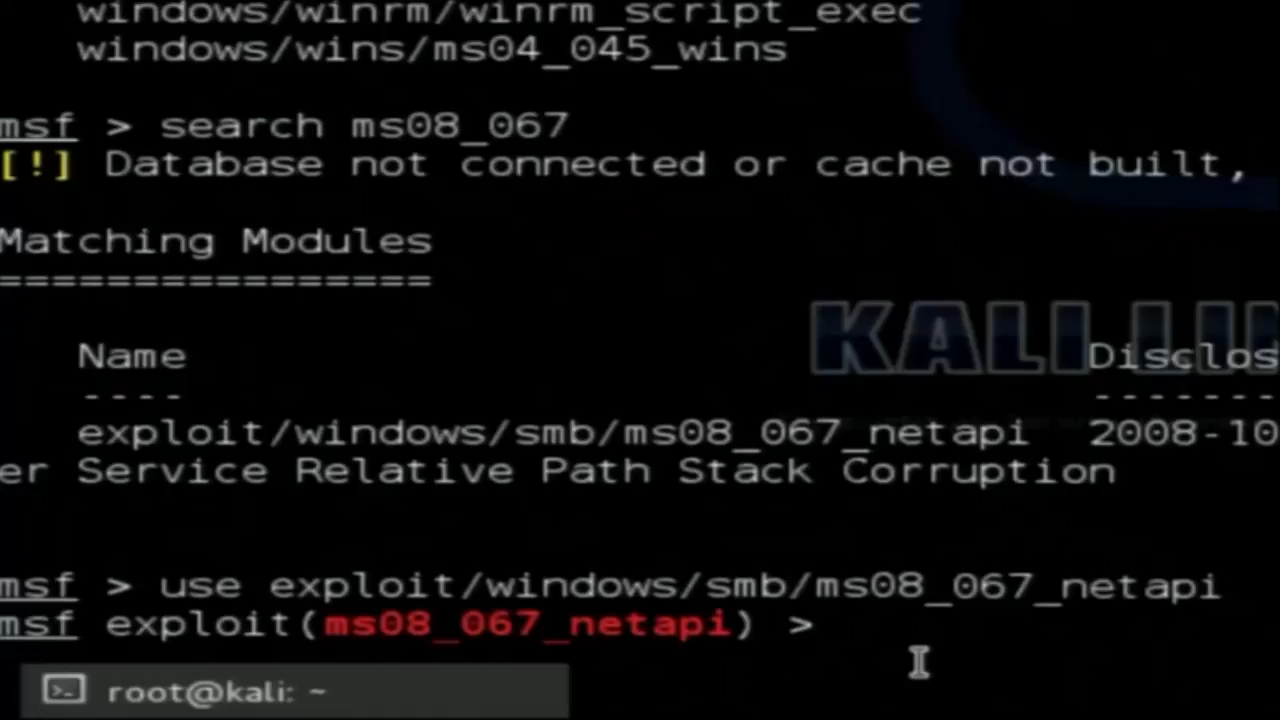 windows/winrm/winrm_script_exec
windows/wins/ms04_045_wins
msf > search ms08_067
[!] Database not connected or cache not built,
Matching Modules
================
KALI LI
Name Disclos
---- -------
exploit/windows/smb/ms08_067_netapi 2008-10
er Service Relative Path Stack Corruption
msf > use exploit/windows/smb/ms08_067_netapi
msf exploit(ms08_067_netapi) >
root@kali: ~